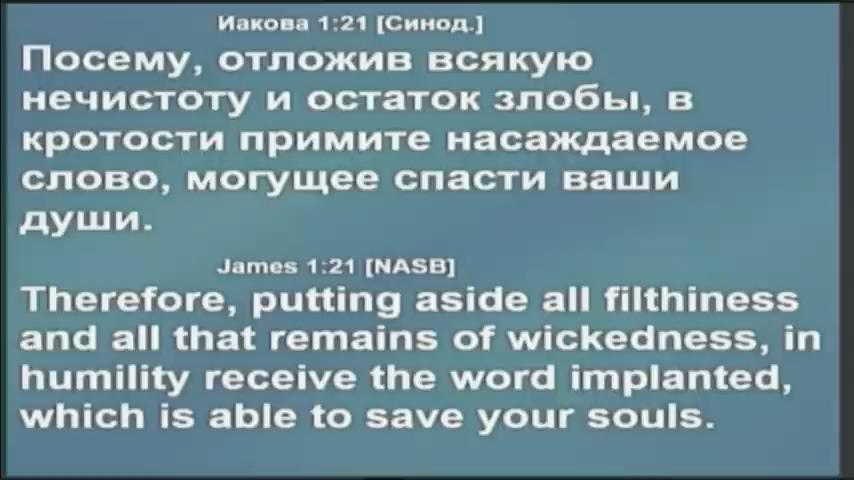 Иакова 1:21 [Синод.]
Посему, отложив всякую
нечистоту и остаток злобы, в
кротости примите насаждаемое
слово, могущее спасти ваши
души.
James 1:21 [NASB]
Therefore, putting aside all filthiness
and all that remains of wickedness, in
humility receive the word implanted,
which is able to save your souls.